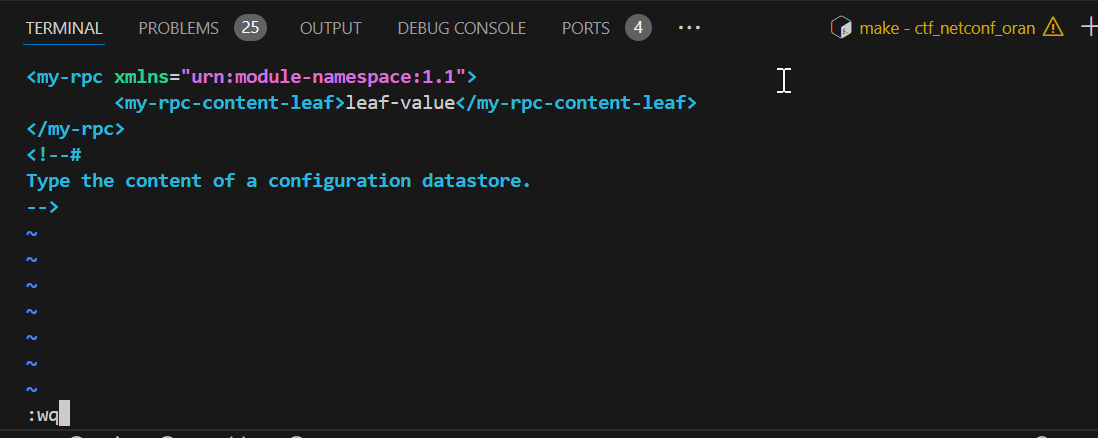 TERMINAL PROBLEMS 25 OUTPUT DEBUG CONSOLE PORTS 4 ··· make - ctf_netconf_oran
<my-rpc xmlns="urn:module-namespace:1.1">
        <my-rpc-content-leaf>leaf-value</my-rpc-content-leaf>
</my-rpc>
<!--#
Type the content of a configuration datastore.
-->
~
~
~
~
~
~
~
:wq